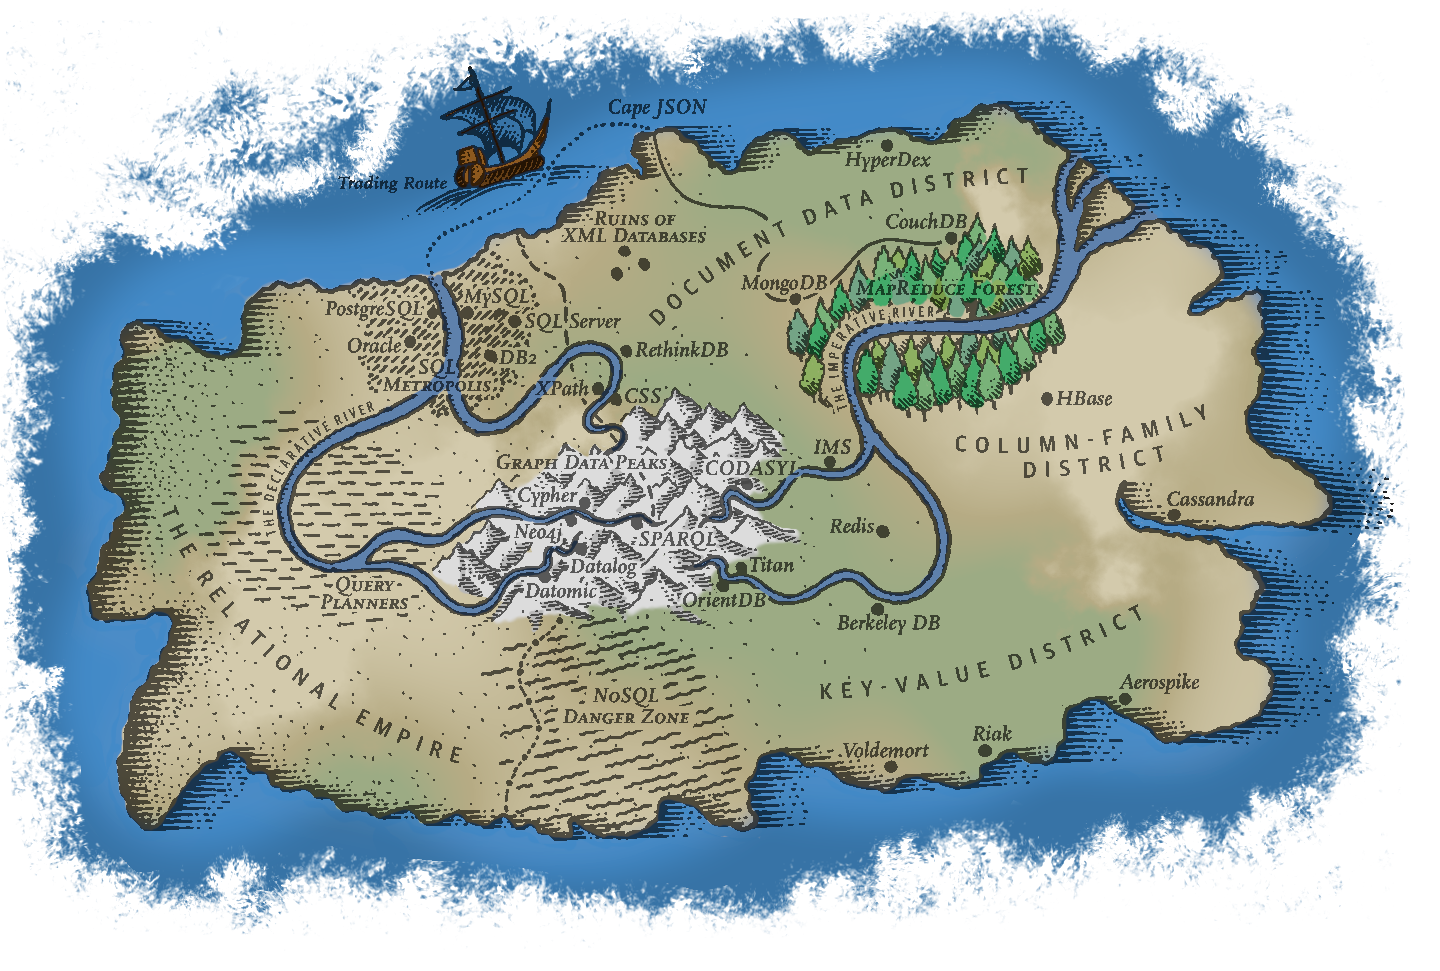 Cape JSON
Trading Route
HyperDex
DOCUMENT DATA DISTRICT
RUINS OF
XML DATABASES
CouchDB
MongoDB
MAPREDUCE FOREST
THE IMPERATIVE RIVER
PostgreSQL
MySQL
SQL Server
Oracle
DB2
SQL
METROPOLIS
RethinkDB
XPath
CSS
HBase
THE DECLARATIVE RIVER
COLUMN-FAMILY
DISTRICT
GRAPH DATA PEAKS
CODASYL
IMS
Cypher
Cassandra
Neo4j
SPARQL
Redis
Datalog
Titan
Datomic
OrientDB
QUERY
PLANNERS
Berkeley DB
THE RELATIONAL EMPIRE
KEY-VALUE DISTRICT
NOSQL
DANGER ZONE
Aerospike
Riak
Voldemort